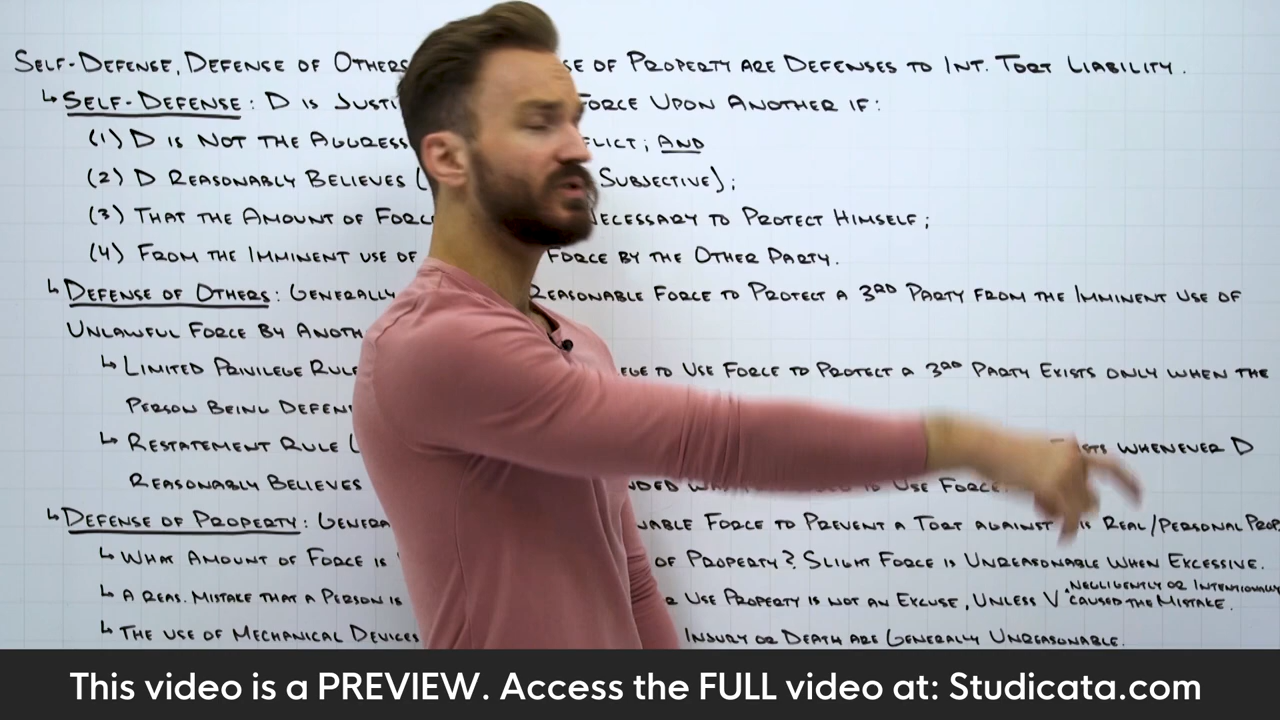 SELF-DEFENSE, DEFENSE OF OTHERS SE OF PROPERTY ARE DEFENSES TO INT. TORT LIABILITY.
↳ SELF-DEFENSE: D IS JUSTI FORCE UPON ANOTHER IF:
(1) D IS NOT THE AGGRESS FLICT; AND
(2) D REASONABLY BELIEVES ( SUBJECTIVE);
(3) THAT THE AMOUNT OF FORC NECESSARY TO PROTECT HIMSELF;
(4) FROM THE IMMINENT USE OF FORCE BY THE OTHER PARTY.
↳ DEFENSE OF OTHERS: GENERALLY REASONABLE FORCE TO PROTECT A 3RD PARTY FROM THE IMMINENT USE OF
UNLAWFUL FORCE BY ANOTH
↳ LIMITED PRIVILEGE RULE EGE TO USE FORCE TO PROTECT A 3RD PARTY EXISTS ONLY WHEN THE
PERSON BEING DEFEN
↳ RESTATEMENT RULE ( STS WHENEVER D
REASONABLY BELIEVES NDED USE FORCE.
↳ DEFENSE OF PROPERTY: GENERA NABLE FORCE TO PREVENT A TORT AGAINST IS REAL/PERSONAL PROP
↳ WHAT AMOUNT OF FORCE IS OF PROPERTY? SLIGHT FORCE IS UNREASONABLE WHEN EXCESSIVE.
↳ A REAS. MISTAKE THAT A PERSON IS R USE PROPERTY IS NOT AN EXCUSE, UNLESS V ^NEGLIGENTLY OR INTENTIONALLY CAUSED THE MISTAKE.
↳ THE USE OF MECHANICAL DEVICES INJURY OR DEATH ARE GENERALLY UNREASONABLE.
This video is a PREVIEW. Access the FULL video at: Studicata.com